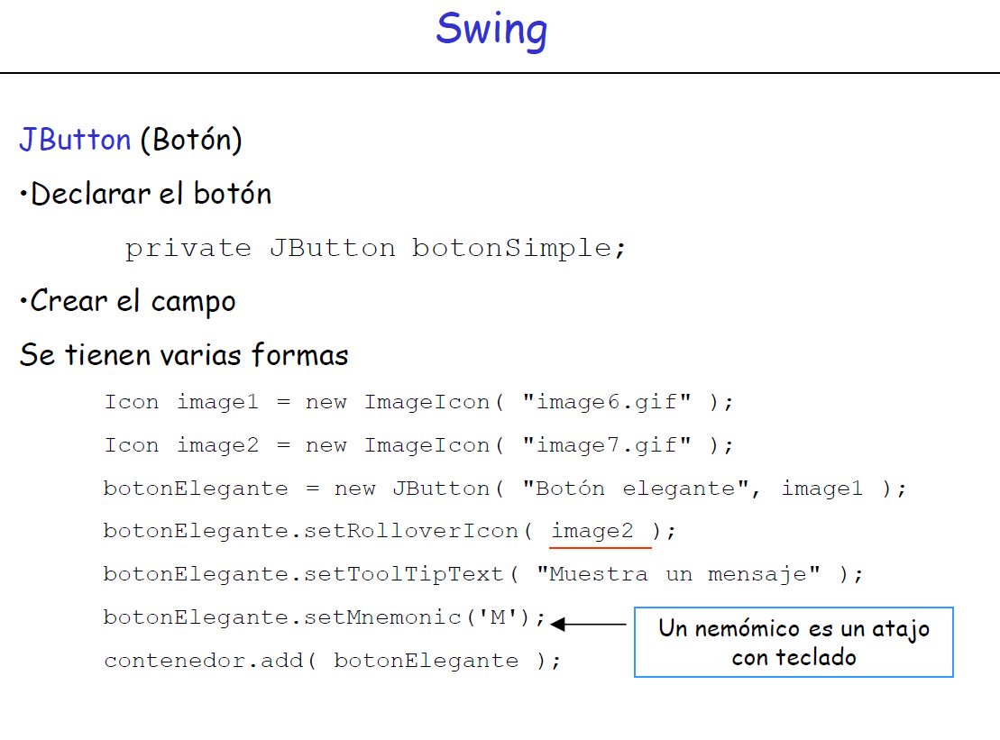 Swing
JButton (Botón)
•Declarar el botón
private JButton botonSimple;
•Crear el campo
Se tienen varias formas
Icon image1 = new ImageIcon( "image6.gif" );
Icon image2 = new ImageIcon( "image7.gif" );
botonElegante = new JButton( "Botón elegante", image1 );
botonElegante.setRolloverIcon( image2 );
botonElegante.setToolTipText( "Muestra un mensaje" );
botonElegante.setMnemonic('M');
contenedor.add( botonElegante );
Un nemómico es un atajo
con teclado